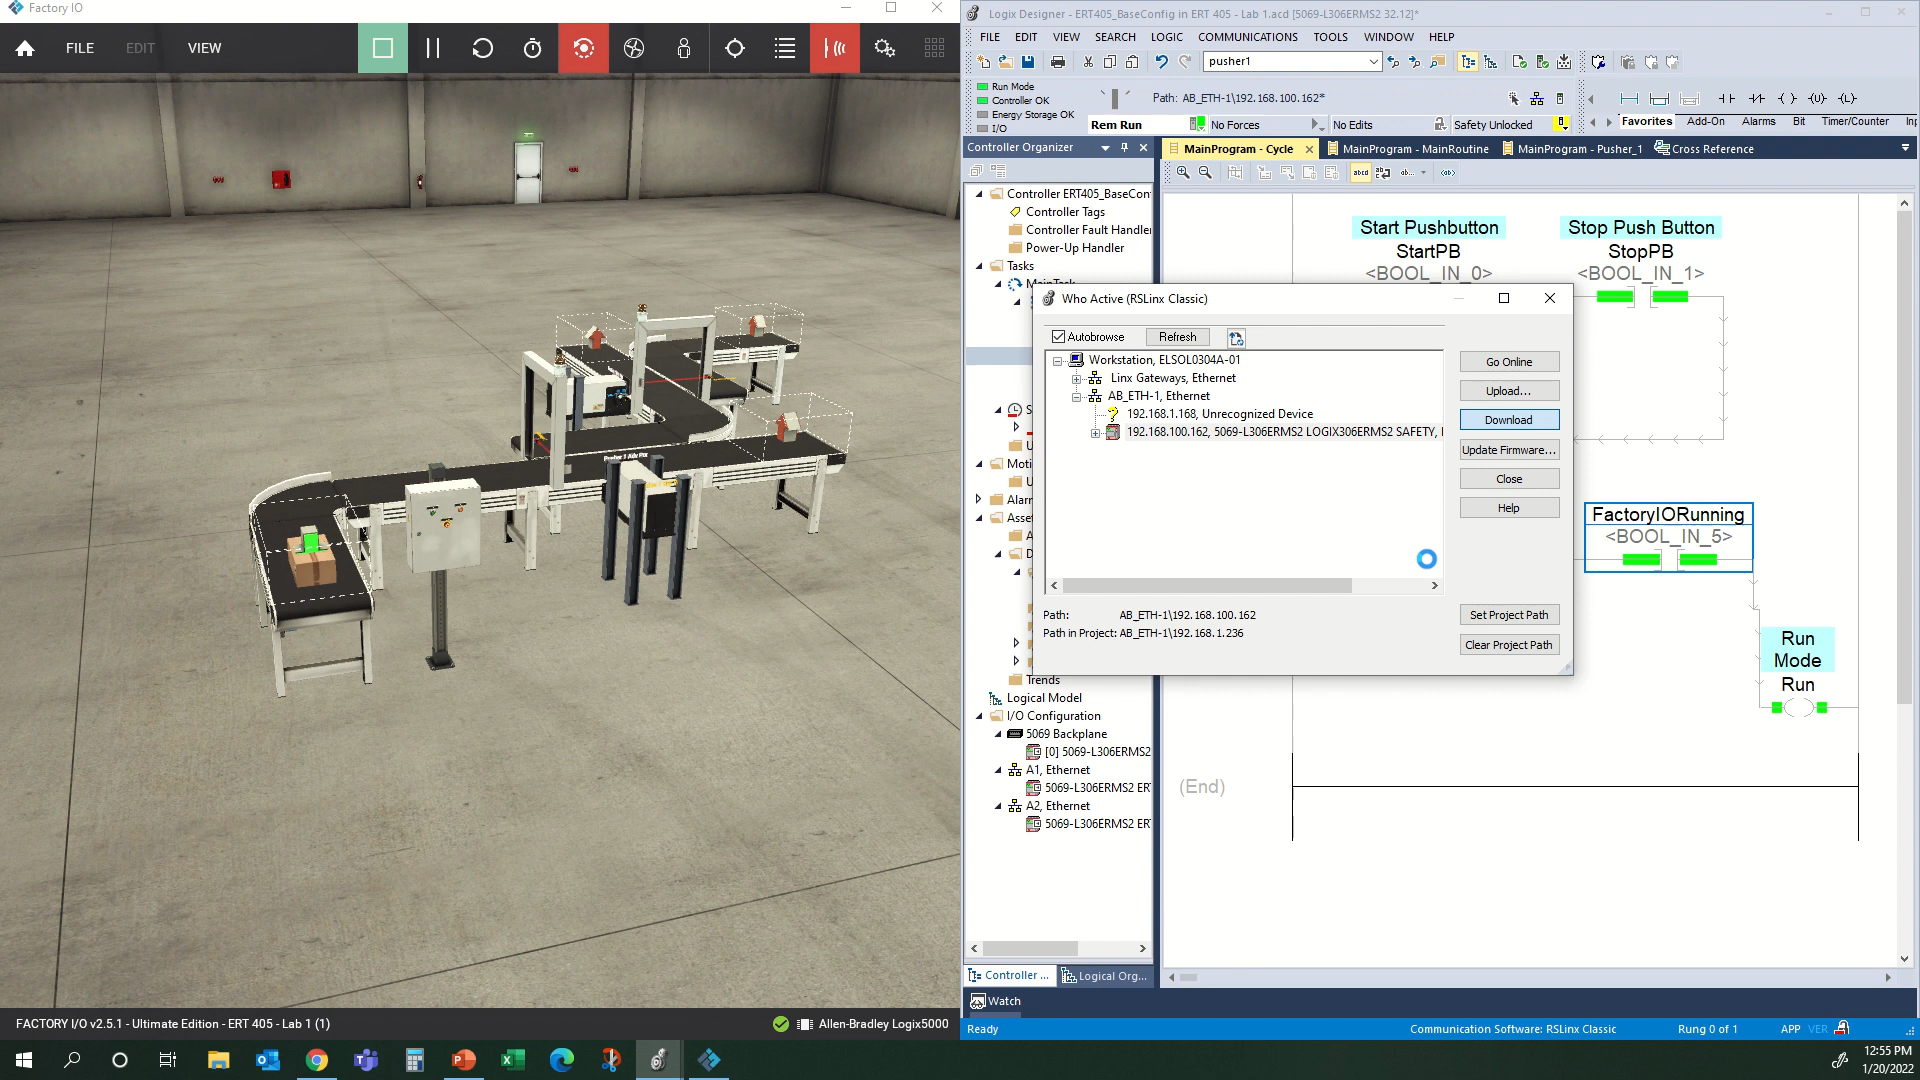 Factory IO
FILE EDIT VIEW
FACTORY I/O v2.5.1 - Ultimate Edition - ERT 405 - Lab 1 (1)
Allen-Bradley Logix5000
Logix Designer - ERT405_BaseConfig in ERT 405 - Lab 1.acd [5069-L306ERMS2 32.12]*
FILE EDIT VIEW SEARCH LOGIC COMMUNICATIONS TOOLS WINDOW HELP
pusher1
Run Mode
Controller OK
Energy Storage OK
I/O
Path: AB_ETH-1\192.168.100.162*
Rem Run
No Forces
No Edits
Safety Unlocked
Favorites Add-On Alarms Bit Timer/Counter Inp
Controller Organizer
MainProgram - Cycle
MainProgram - MainRoutine
MainProgram - Pusher_1
Cross Reference
Controller ERT405_BaseCon
Controller Tags
Controller Fault Handler
Power-Up Handler
Tasks
MainTask
S
U
Moti
U
Alarr
Asse
A
D
Trends
Logical Model
I/O Configuration
5069 Backplane
[0] 5069-L306ERMS2
A1, Ethernet
5069-L306ERMS2 ER
A2, Ethernet
5069-L306ERMS2 ER
Controller ...
Logical Org...
Start Pushbutton
StartPB
<BOOL_IN_0>
Stop Push Button
StopPB
<BOOL_IN_1>
FactoryIORunning
<BOOL_IN_5>
Run
Mode
Run
(End)
Who Active (RSLinx Classic)
Autobrowse
Refresh
Workstation, ELSOL0304A-01
Linx Gateways, Ethernet
AB_ETH-1, Ethernet
192.168.1.168, Unrecognized Device
192.168.100.162, 5069-L306ERMS2 LOGIX306ERMS2 SAFETY,
Go Online
Upload...
Download
Update Firmware...
Close
Help
Path: AB_ETH-1\192.168.100.162
Path in Project: AB_ETH-1\192.168.1.236
Set Project Path
Clear Project Path
Watch
Ready
Communication Software: RSLinx Classic
Rung 0 of 1
APP VER
12:55 PM
1/20/2022